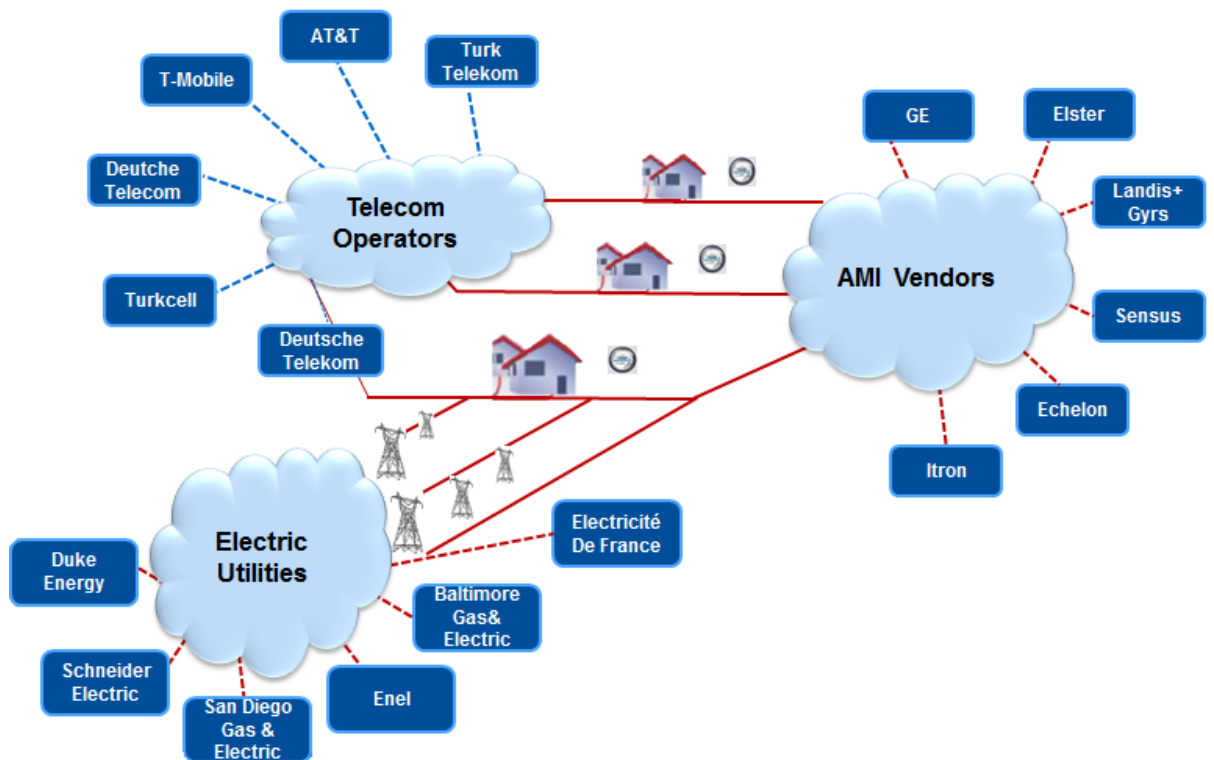 AT&T
Turk
Telekom
T-Mobile
GE
Elster
Deutche
Telecom
Landis+
Gyrs
Telecom
Operators
AMI Vendors
Turkcell
Sensus
Deutsche
Telekom
Echelon
Itron
Electricité
De France
Electric
Utilities
Duke
Energy
Baltimore
Gas&
Electric
Schneider
Electric
Enel
San Diego
Gas &
Electric